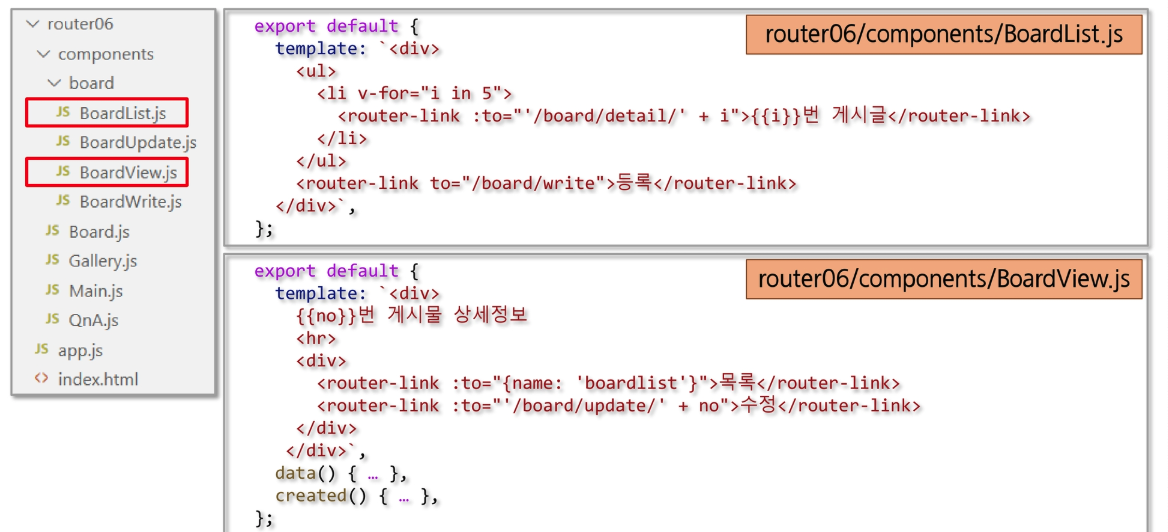 router06
components
board
JS BoardList.js
JS BoardUpdate.js
JS BoardView.js
JS BoardWrite.js
JS Board.js
JS Gallery.js
JS Main.js
JS QnA.js
JS app.js
<> index.html
router06/components/BoardList.js
export default {
  template: `<div>
    <ul>
      <li v-for="i in 5">
        <router-link :to="'/board/detail/' + i">{{i}}번 게시글</router-link>
      </li>
    </ul>
    <router-link to="/board/write">등록</router-link>
  </div>`,
};
router06/components/BoardView.js
export default {
  template: `<div>
    {{no}}번 게시물 상세정보
    <hr>
    <div>
      <router-link :to="{name: 'boardlist'}">목록</router-link>
      <router-link :to="'/board/update/' + no">수정</router-link>
    </div>
   </div>`,
  data() { … },
  created() { … },
};